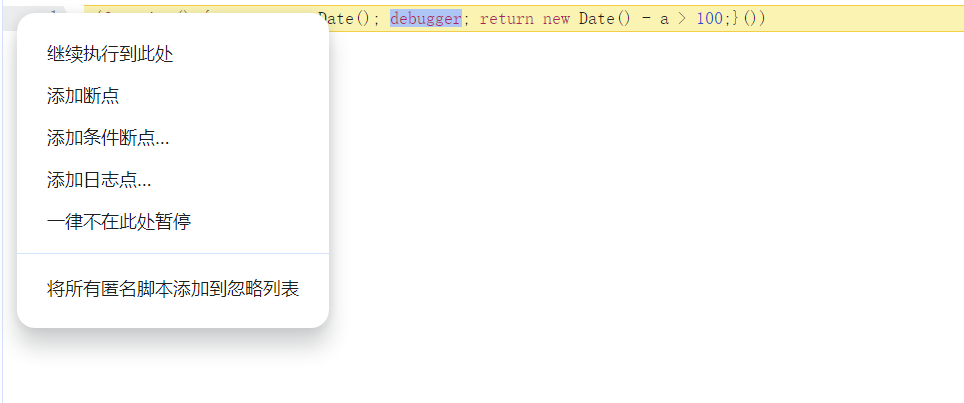 Date(); debugger; return new Date() - a > 100;}())
继续执行到此处
添加断点
添加条件断点...
添加日志点...
一律不在此处暂停
将所有匿名脚本添加到忽略列表